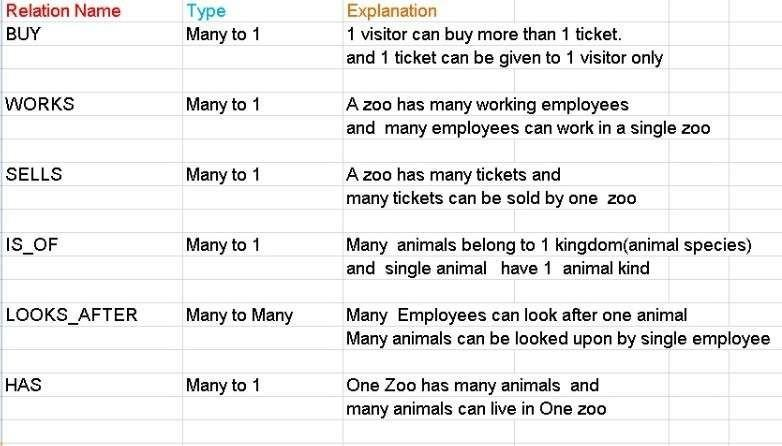 Relation Name Type Explanation
BUY Many to 1 1 visitor can buy more than 1 ticket.
and 1 ticket can be given to 1 visitor only
WORKS Many to 1 A zoo has many working employees
and many employees can work in a single zoo
SELLS Many to 1 A zoo has many tickets and
many tickets can be sold by one zoo
IS_OF Many to 1 Many animals belong to 1 kingdom(animal species)
and single animal have 1 animal kind
LOOKS_AFTER Many to Many Many Employees can look after one animal
Many animals can be looked upon by single employee
HAS Many to 1 One Zoo has many animals and
many animals can live in One zoo